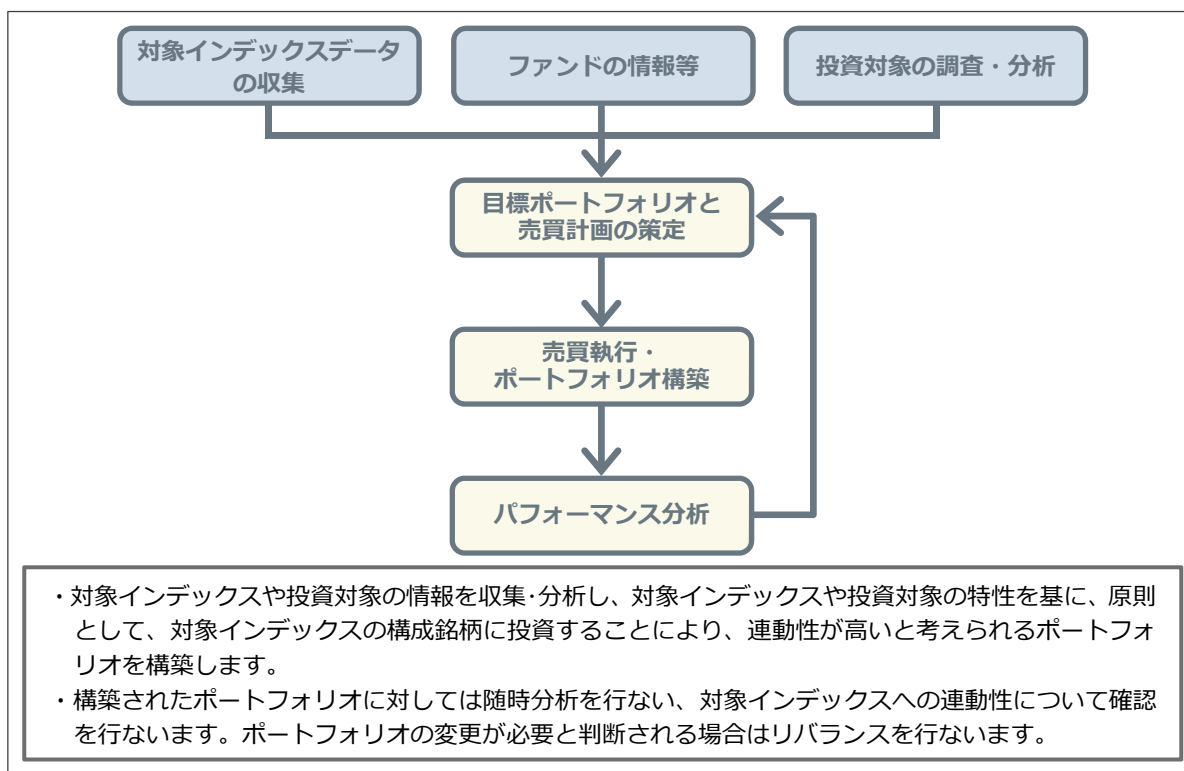 対象インデックスデータ
の収集
ファンドの情報等
投資対象の調査・分析
目標ポートフォリオと
売買計画の策定
売買執行・
ポートフォリオ構築
パフォーマンス分析
・対象インデックスや投資対象の情報を収集・分析し、対象インデックスや投資対象の特性を基に、原則
として、対象インデックスの構成銘柄に投資することにより、連動性が高いと考えられるポートフォ
リオを構築します。
・構築されたポートフォリオに対しては随時分析を行ない、対象インデックスへの連動性について確認
を行ないます。ポートフォリオの変更が必要と判断される場合はリバランスを行ないます。